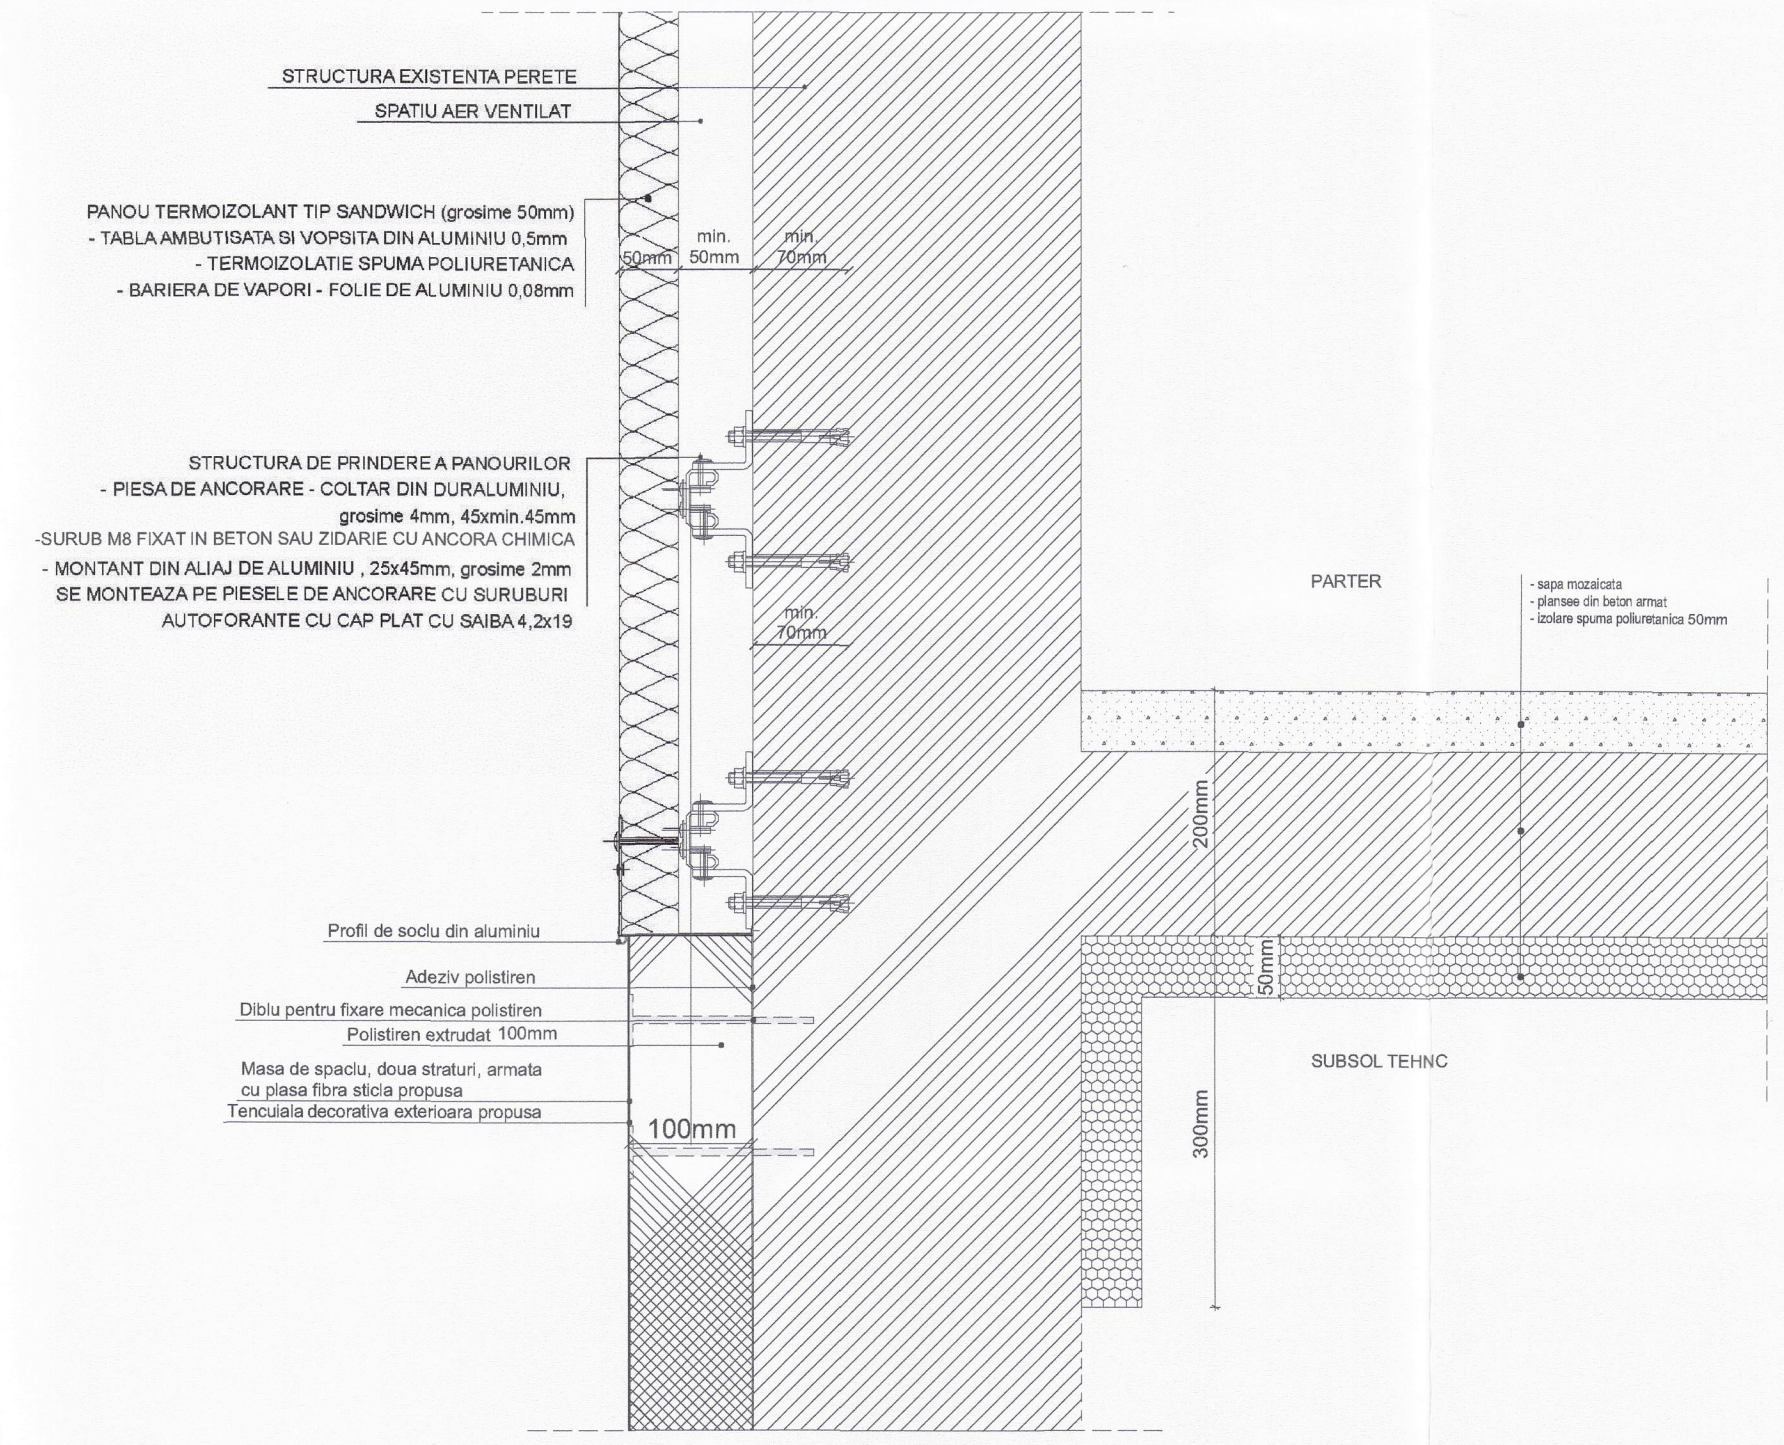 STRUCTURA EXISTENTA PERETE
SPATIU AER VENTILAT
PANOU TERMOIZOLANT TIP SANDWICH (grosime 50mm)
- TABLA AMBUTISATA SI VOPSITA DIN ALUMINIU 0,5mm
- TERMOIZOLATIE SPUMA POLIURETANICA
- BARIERA DE VAPORI - FOLIE DE ALUMINIU 0,08mm
50mm
min.
50mm
min.
70mm
STRUCTURA DE PRINDERE A PANOURILOR
- PIESA DE ANCORARE - COLTAR DIN DURALUMINIU,
grosime 4mm, 45xmin.45mm
-SURUB M8 FIXAT IN BETON SAU ZIDARIE CU ANCORA CHIMICA
- MONTANT DIN ALIAJ DE ALUMINIU , 25x45mm, grosime 2mm
SE MONTEAZA PE PIESELE DE ANCORARE CU SURUBURI
AUTOFORANTE CU CAP PLAT CU SAIBA 4,2x19
min.
70mm
PARTER
- sapa mozaicata
- plansee din beton armat
- izolare spuma poliuretanica 50mm
200mm
Profil de soclu din aluminiu
Adeziv polistiren
50mm
Diblu pentru fixare mecanica polistiren
Polistiren extrudat 100mm
SUBSOL TEHNC
Masa de spaclu, doua straturi, armata
cu plasa fibra sticla propusa
Tencuiala decorativa exterioara propusa
100mm
300mm